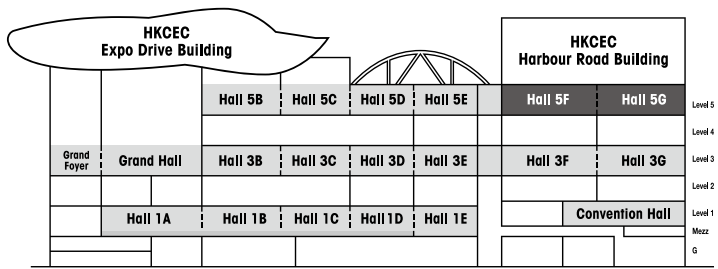 HKCEC
Expo Drive Building
HKCEC
Harbour Road Building
Hall 5B Hall 5C Hall 5D Hall 5E Hall 5F Hall 5G Level 5
Level 4
Grand
Foyer
Grand Hall Hall 3B Hall 3C Hall 3D Hall 3E Hall 3F Hall 3G Level 3
Level 2
Hall 1A Hall 1B Hall 1C Hall1D Hall 1E Convention Hall Level 1
Mezz
G